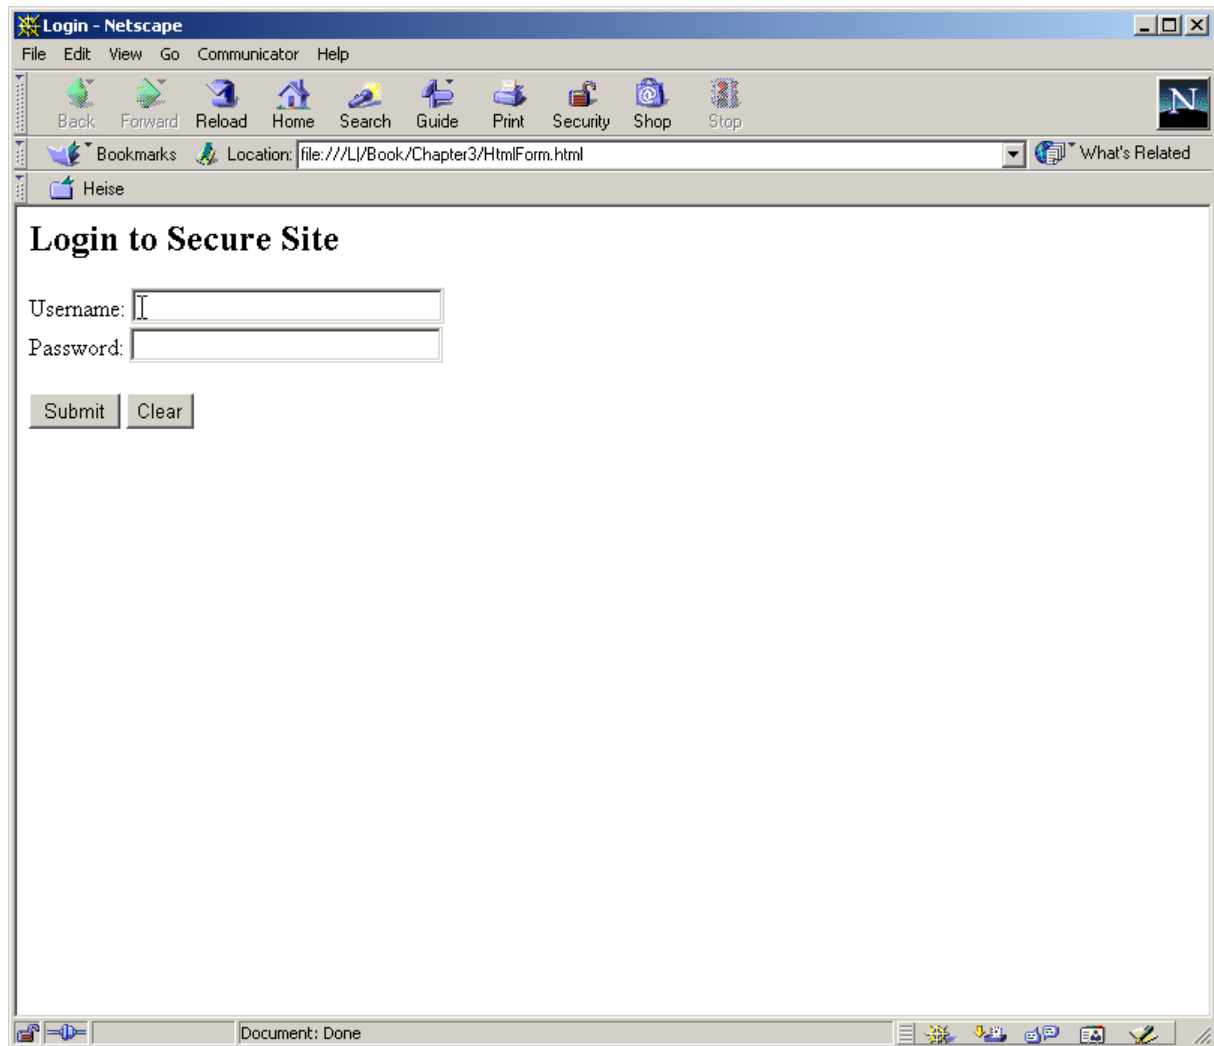 Login - Netscape
File Edit View Go Communicator Help
Back Forward Reload Home Search Guide Print Security Shop Stop
N
Bookmarks Location: file:///L|/Book/Chapter3/HtmlForm.html What's Related
Heise
Login to Secure Site
Username:
Password:
Submit Clear
Document: Done